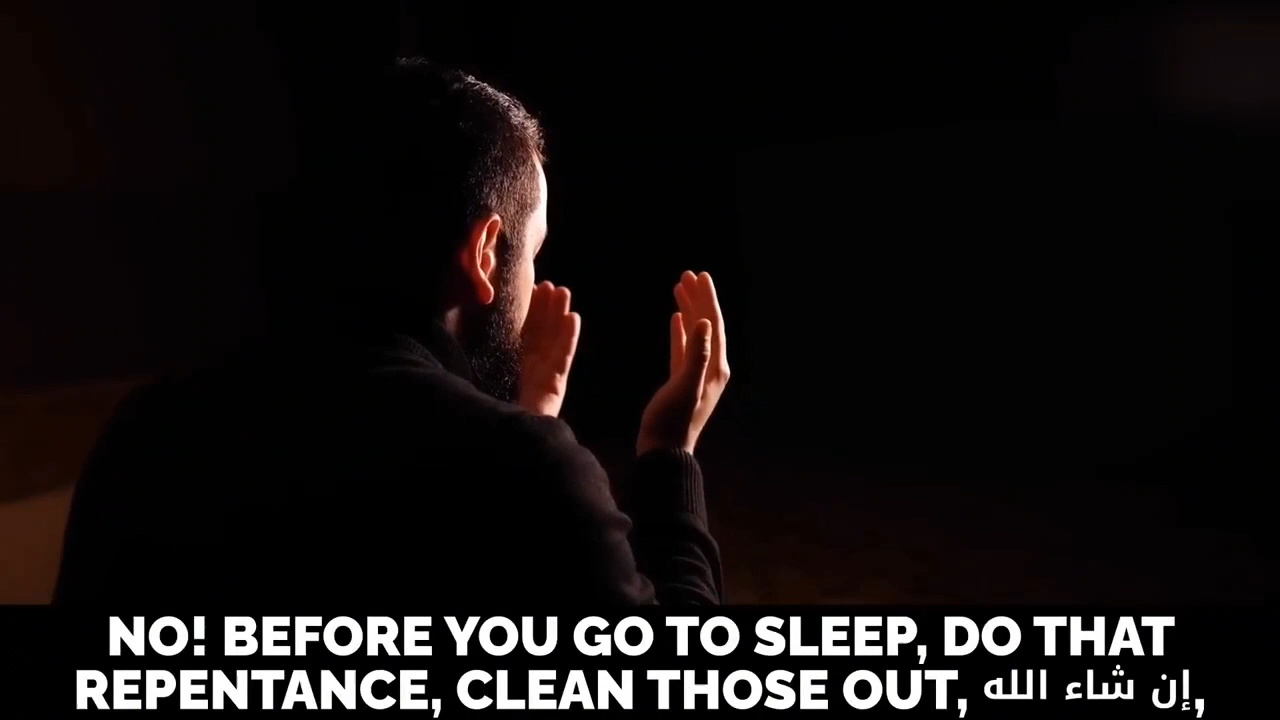 NO! BEFORE YOU GO TO SLEEP, DO THAT
REPENTANCE, CLEAN THOSE OUT, إن شاء الله,